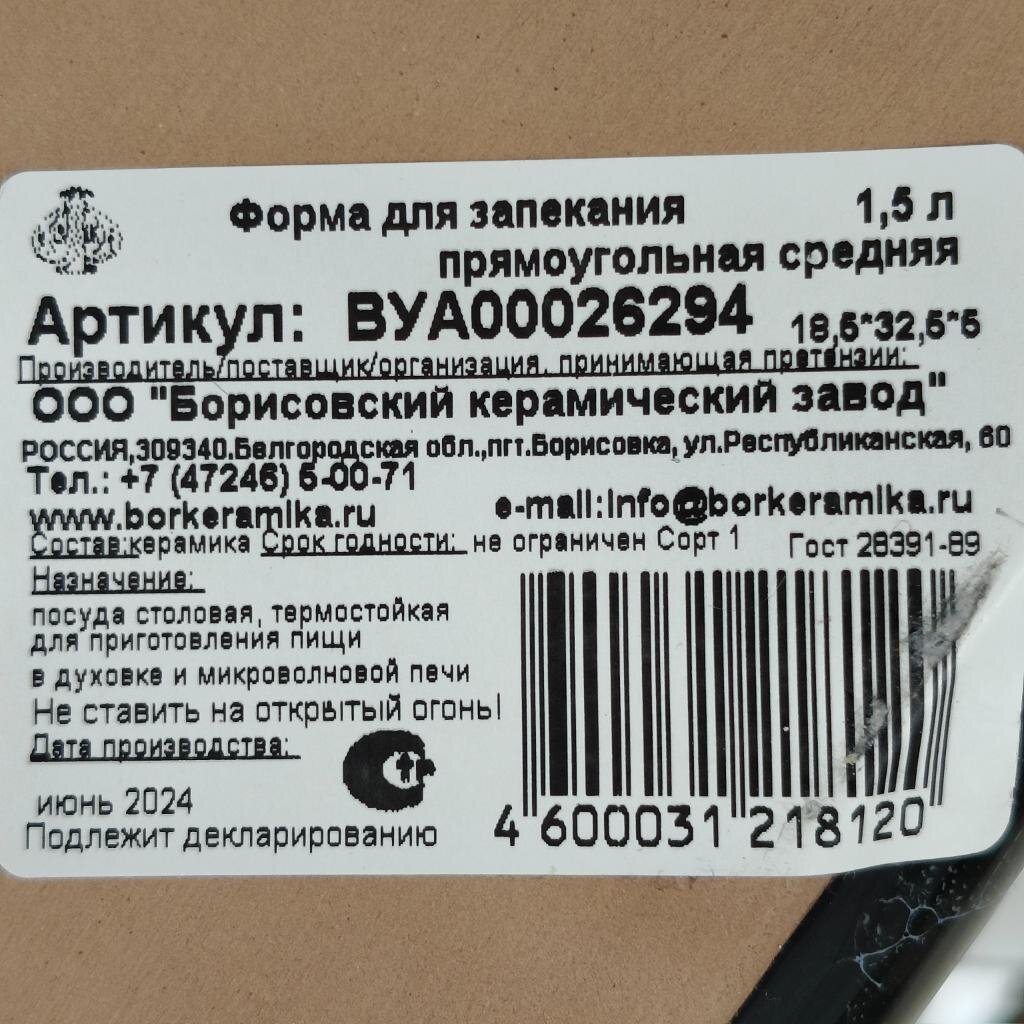 Форма для запекания 1,5 л
прямоугольная средняя
Артикул: ВУА00026294 18,5*32,5*5
Производитель/поставщик/организация, принимающая претензии:
ООО "Борисовский керамический завод"
РОССИЯ,309340.Белгородская обл.,пгт.Борисовка, ул.Республиканская, 60
Тел.: +7 (47246) 5-00-71
www.borkeramika.ru e-mail:info@borkeramika.ru
Состав:керамика Срок годности: не ограничен Сорт 1 Гост 28391-89
Назначение:
посуда столовая, термостойкая
для приготовления пищи
в духовке и микроволновой печи
Не ставить на открытый огонь!
Дата производства:
июнь 2024
Подлежит декларированию
4 600031 218120